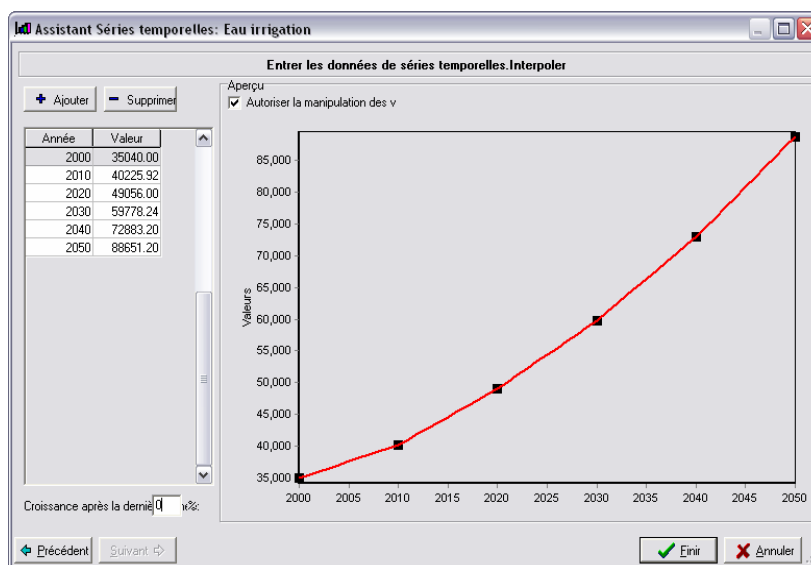 Assistant Séries temporelles: Eau irrigation
Entrer les données de séries temporelles.Interpoler
Ajouter
Supprimer
Année Valeur
2000 35040.00
2010 40225.92
2020 49056.00
2030 59778.24
2040 72883.20
2050 88651.20
Croissance après la derniè 0 %:
Aperçu
Autoriser la manipulation des v
Valeurs
85,000
80,000
75,000
70,000
65,000
60,000
55,000
50,000
45,000
40,000
35,000
2000 2005 2010 2015 2020 2025 2030 2035 2040 2045 2050
Précédent
Suivant
Finir
Annuler